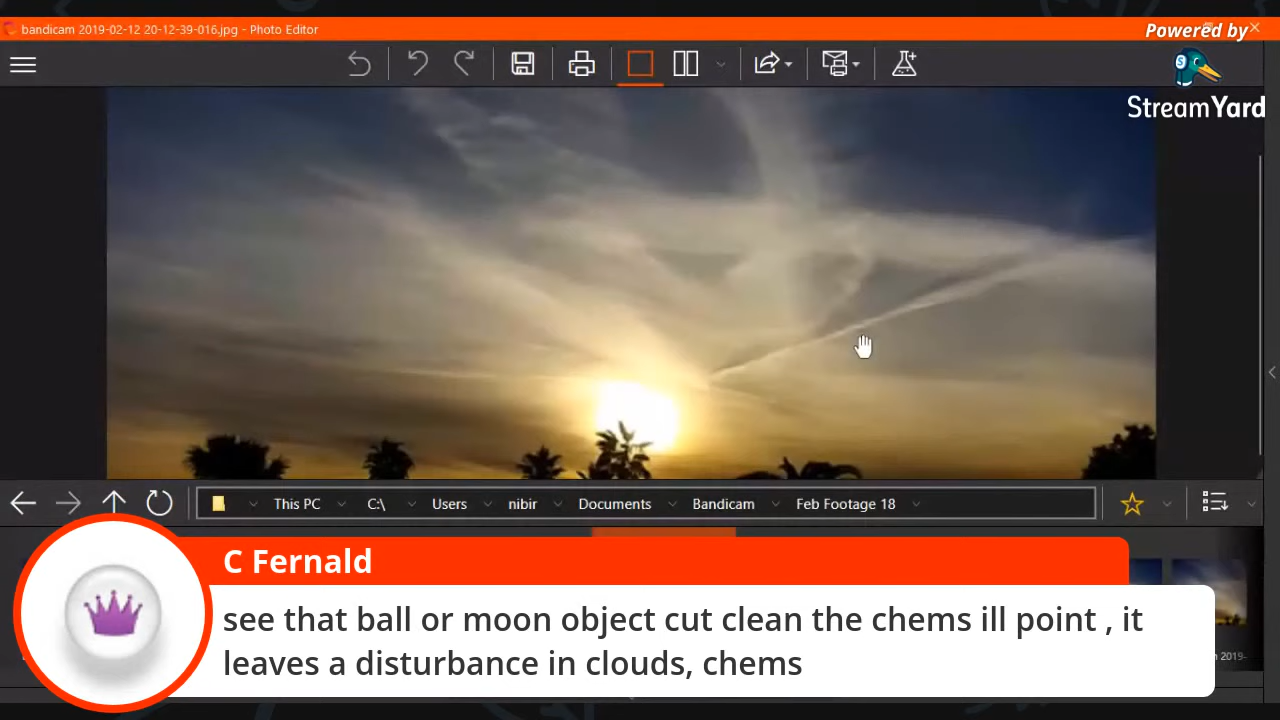 bandicam 2019-02-12 20-12-39-016.jpg - Photo Editor
Powered by
StreamYard
This PC
C:\
Users
nibir
Documents
Bandicam
Feb Footage 18
C Fernald
see that ball or moon object cut clean the chems ill point , it
leaves a disturbance in clouds, chems
2019-